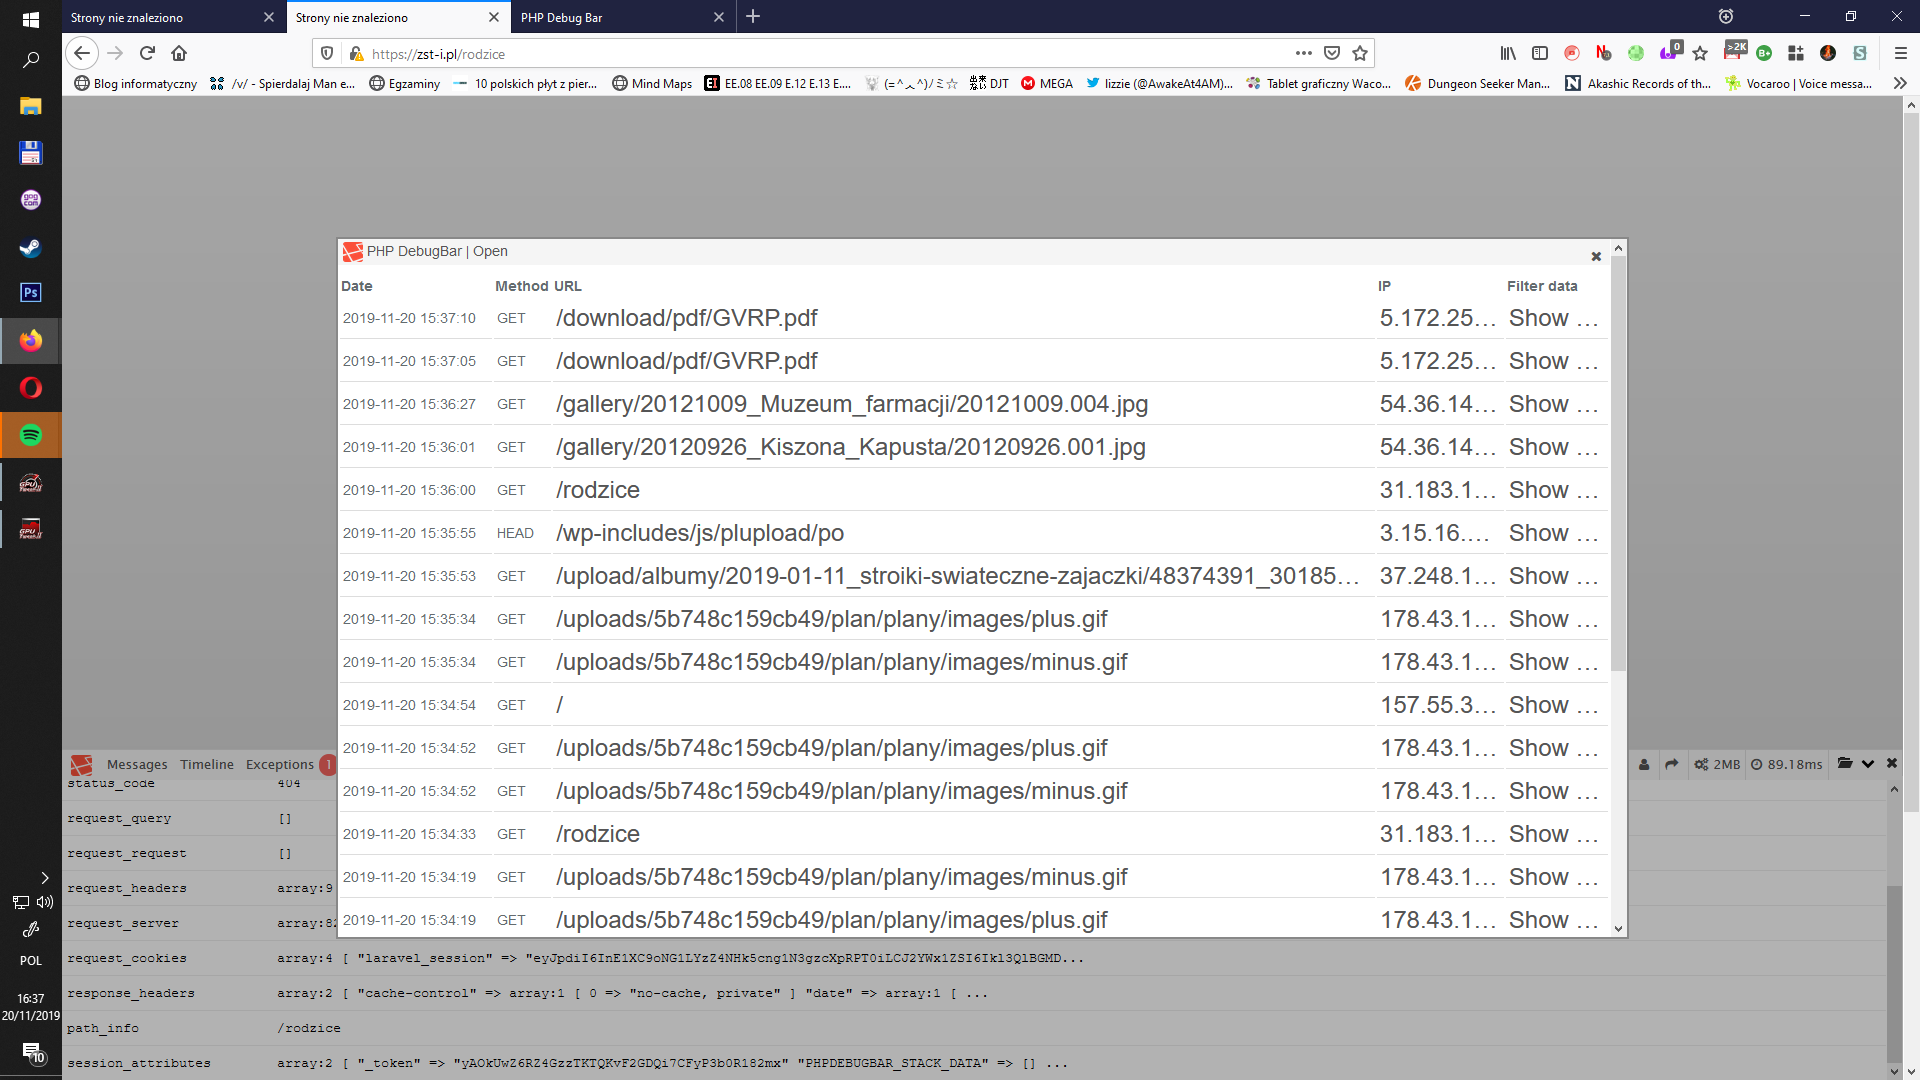 Strony nie znaleziono
Strony nie znaleziono
PHP Debug Bar
https://zst-i.pl/rodzice
0
>2K
Blog informatyczny
/v/ - Spierdalaj Man e...
Egzaminy
10 polskich płyt z pier...
Mind Maps
EE.08 EE.09 E.12 E.13 E....
DJT
MEGA
lizzie (@AwakeAt4AM)...
Tablet graficzny Waco...
Dungeon Seeker Man...
Akashic Records of th...
Vocaroo | Voice messa...
PHP DebugBar | Open
Date Method URL IP Filter data
2019-11-20 15:37:10 GET /download/pdf/GVRP.pdf 5.172.25... Show ...
2019-11-20 15:37:05 GET /download/pdf/GVRP.pdf 5.172.25... Show ...
2019-11-20 15:36:27 GET /gallery/20121009_Muzeum_farmacji/20121009.004.jpg 54.36.14... Show ...
2019-11-20 15:36:01 GET /gallery/20120926_Kiszona_Kapusta/20120926.001.jpg 54.36.14... Show ...
2019-11-20 15:36:00 GET /rodzice 31.183.1... Show ...
2019-11-20 15:35:55 HEAD /wp-includes/js/plupload/po 3.15.16.... Show ...
2019-11-20 15:35:53 GET /upload/albumy/2019-01-11_stroiki-swiateczne-zajaczki/48374391_30185... 37.248.1... Show ...
2019-11-20 15:35:34 GET /uploads/5b748c159cb49/plan/plany/images/plus.gif 178.43.1... Show ...
2019-11-20 15:35:34 GET /uploads/5b748c159cb49/plan/plany/images/minus.gif 178.43.1... Show ...
2019-11-20 15:34:54 GET / 157.55.3... Show ...
2019-11-20 15:34:52 GET /uploads/5b748c159cb49/plan/plany/images/plus.gif 178.43.1... Show ...
2019-11-20 15:34:52 GET /uploads/5b748c159cb49/plan/plany/images/minus.gif 178.43.1... Show ...
2019-11-20 15:34:33 GET /rodzice 31.183.1... Show ...
2019-11-20 15:34:19 GET /uploads/5b748c159cb49/plan/plany/images/minus.gif 178.43.1... Show ...
2019-11-20 15:34:19 GET /uploads/5b748c159cb49/plan/plany/images/plus.gif 178.43.1... Show ...
Messages Timeline Exceptions 1 2MB 89.18ms
status_code 404
request_query []
request_request []
request_headers array:9
request_server array:82
request_cookies array:4 [ "laravel_session" => "eyJpdiI6InE1XC9oNG1LYzZ4NHk5cng1N3gzcXpRPT0iLCJ2YWx1ZSI6Ikl3QlBGMD...
response_headers array:2 [ "cache-control" => array:1 [ 0 => "no-cache, private" ] "date" => array:1 [ ...
path_info /rodzice
session_attributes array:2 [ "_token" => "yAOkUwZ6RZ4GzzTKTQKvF2GDQi7CFyP3b0R182mx" "PHPDEBUGBAR_STACK_DATA" => [] ...
POL
16:37
20/11/2019
10